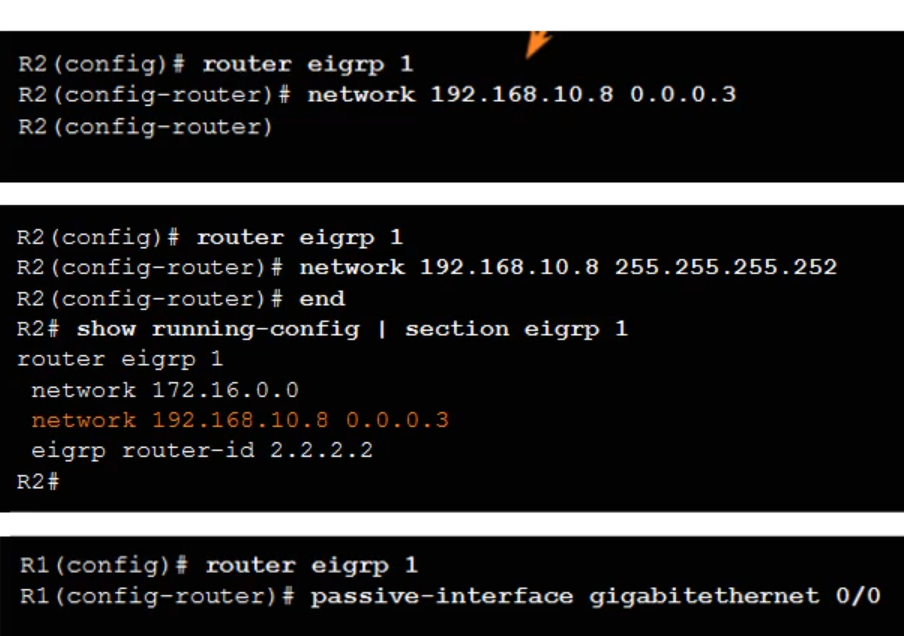 R2(config)# router eigrp 1
R2(config-router)# network 192.168.10.8 0.0.0.3
R2(config-router)
R2(config)# router eigrp 1
R2(config-router)# network 192.168.10.8 255.255.255.252
R2(config-router)# end
R2# show running-config | section eigrp 1
router eigrp 1
 network 172.16.0.0
 network 192.168.10.8 0.0.0.3
 eigrp router-id 2.2.2.2
R2#
R1(config)# router eigrp 1
R1(config-router)# passive-interface gigabitethernet 0/0